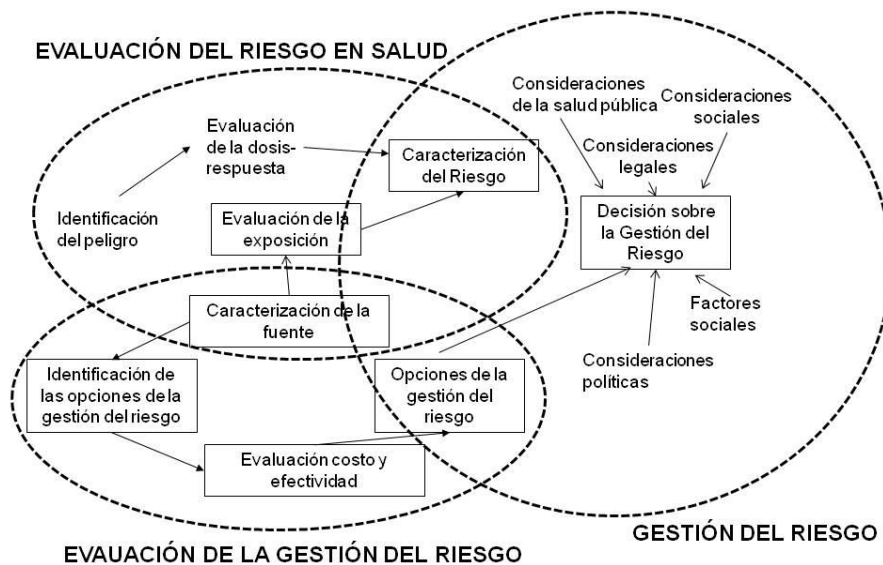 EVALUACIÓN DEL RIESGO EN SALUD
Consideraciones
de la salud pública
Consideraciones
sociales
Consideraciones
legales
Evaluación
de la dosis-
respuesta
Caracterización
del Riesgo
Identificación
del peligro
Evaluación de la
exposición
Decisión sobre
la Gestión del
Riesgo
Caracterización de la
fuente
Factores
sociales
Consideraciones
políticas
Identificación de
las opciones de la
gestión del riesgo
Opciones de la
gestión del
riesgo
Evaluación costo y
efectividad
GESTIÓN DEL RIESGO
EVAUACIÓN DE LA GESTIÓN DEL RIESGO